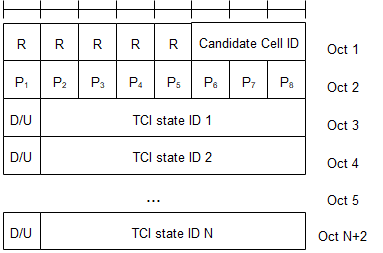 R R R R R Candidate Cell ID Oct 1
P₁ P₂ P₃ P₄ P₅ P₆ P₇ P₈ Oct 2
D/U TCI state ID 1 Oct 3
D/U TCI state ID 2 Oct 4
... Oct 5
D/U TCI state ID N Oct N+2